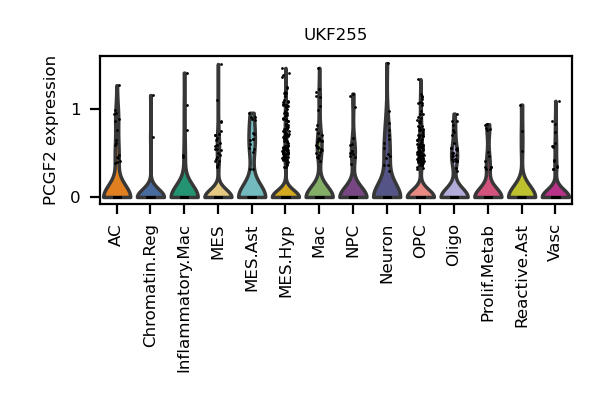 UKF255
PCGF2 expression
1
0
AC
Chromatin.Reg
Inflammatory.Mac
MES
MES.Ast
MES.Hyp
Mac
NPC
Neuron
OPC
Oligo
Prolif.Metab
Reactive.Ast
Vasc